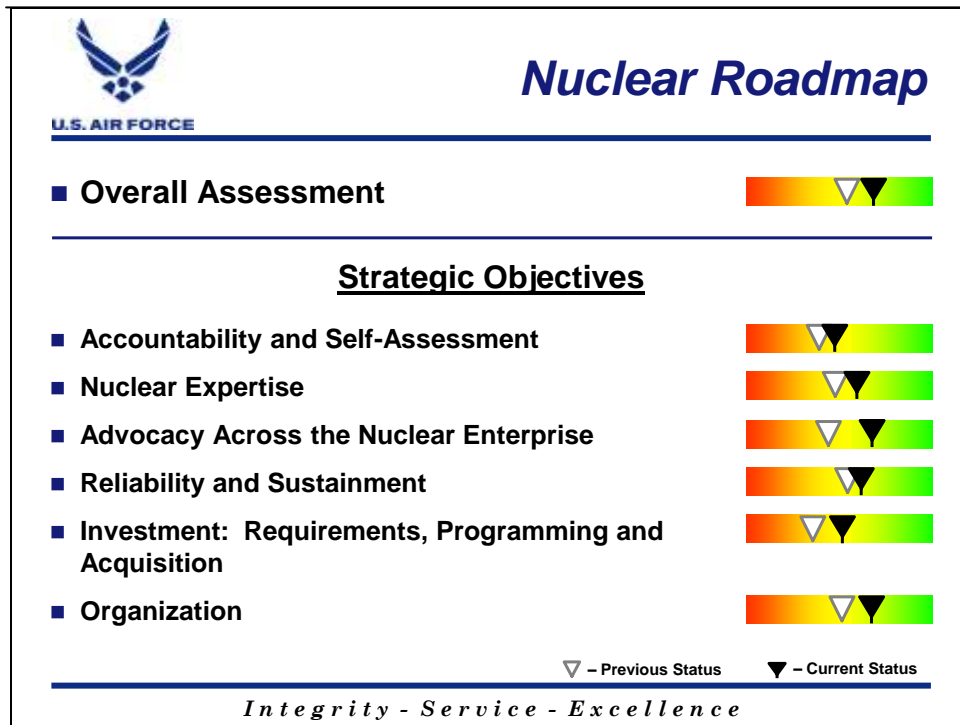 U.S. AIR FORCE
Nuclear Roadmap
■ Overall Assessment
Strategic Objectives
■ Accountability and Self-Assessment
■ Nuclear Expertise
■ Advocacy Across the Nuclear Enterprise
■ Reliability and Sustainment
■ Investment: Requirements, Programming and
Acquisition
■ Organization
– Previous Status – Current Status
Integrity - Service - Excellence